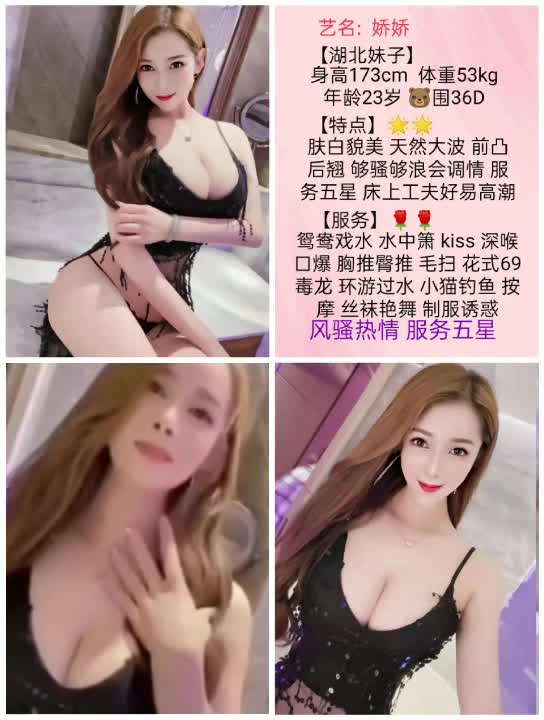 艺名: 娇娇
【湖北妹子】
身高173cm 体重53kg
年龄23岁 🐻围36D
【特点】🌟🌟
肤白貌美 天然大波 前凸
后翘 够骚够浪会调情 服
务五星 床上工夫好易高潮
【服务】🌹🌹
鸳鸯戏水 水中箫 kiss 深喉
口爆 胸推臀推 毛扫 花式69
毒龙 环游过水 小猫钓鱼 按
摩 丝袜艳舞 制服诱惑
风骚热情 服务五星